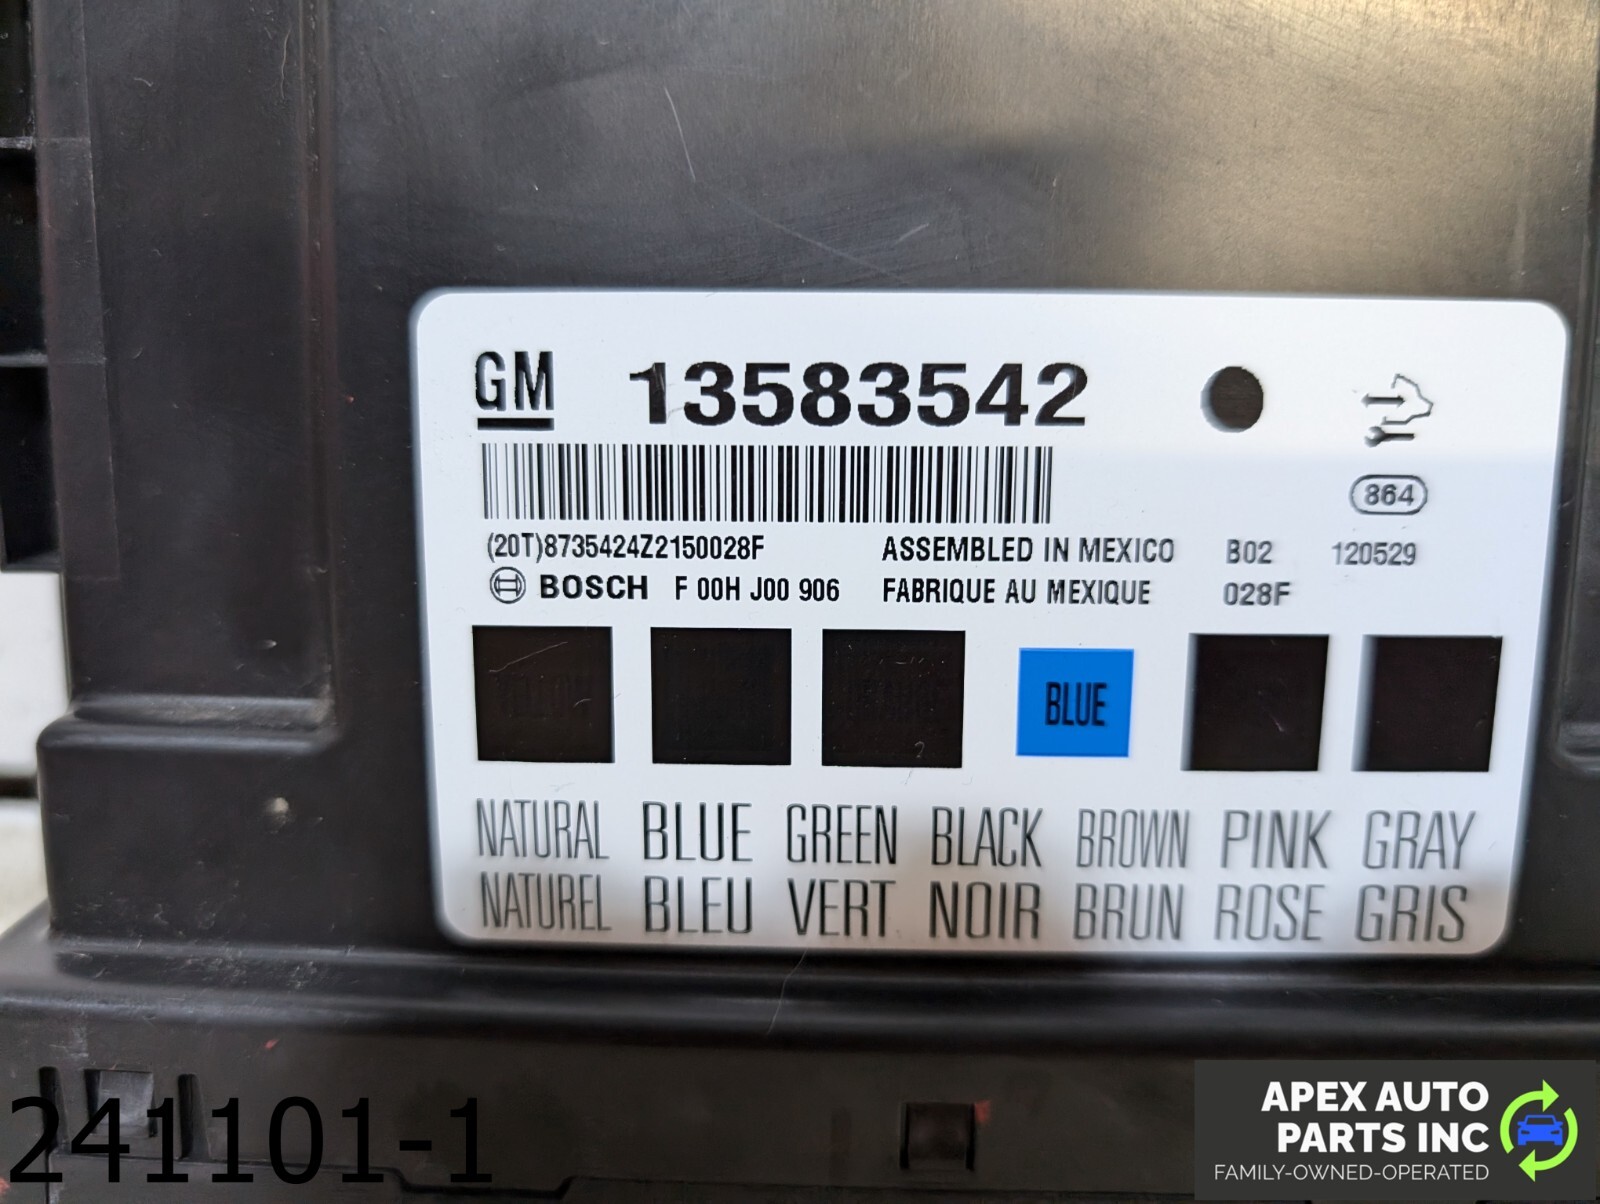 GM 13583542
864
(20T)8735424Z2150028F ASSEMBLED IN MEXICO B02 120529
BOSCH F 00H J00 906 FABRIQUE AU MEXIQUE 028F
BLUE
NATURAL BLUE GREEN BLACK BROWN PINK GRAY
NATUREL BLEU VERT NOIR BRUN ROSE GRIS
241101-1
APEX AUTO
PARTS INC
FAMILY-OWNED-OPERATED